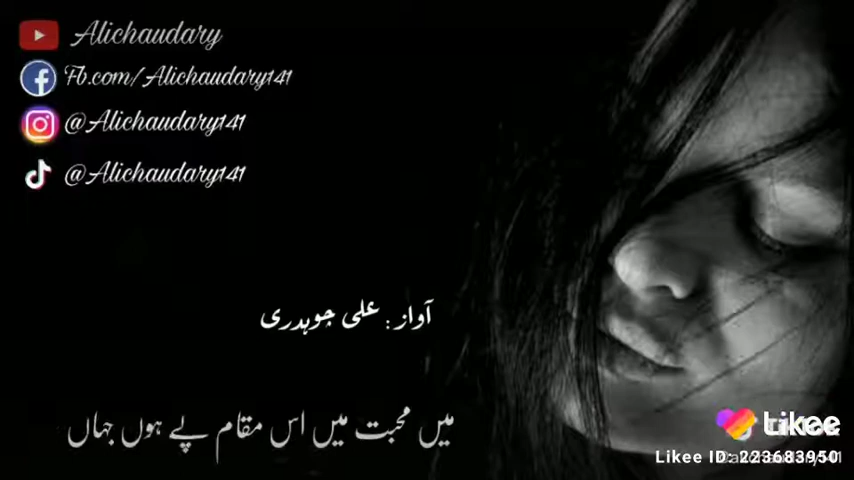 Alichaudary
Fb.com/Alichaudary141
@Alichaudary141
@Alichaudary141
آواز : علی چوہدری
میں محبت میں اس مقام پے ہوں جہاں
Likee
Likee ID: 223683950